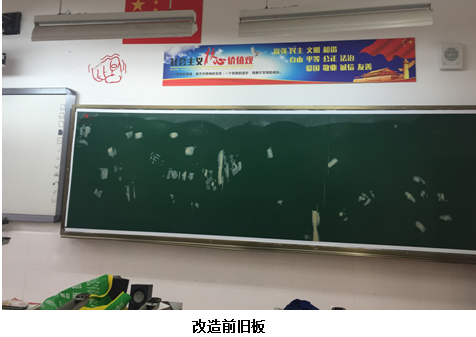 社会主义核心价值观
富强 民主 文明 和谐
自由 平等 公正 法治
爱国 敬业 诚信 友善
改造前旧板